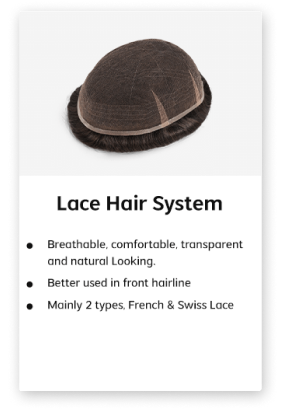 Lace Hair System
● Breathable, comfortable, transparent
and natural Looking.
● Better used in front hairline
● Mainly 2 types, French & Swiss Lace